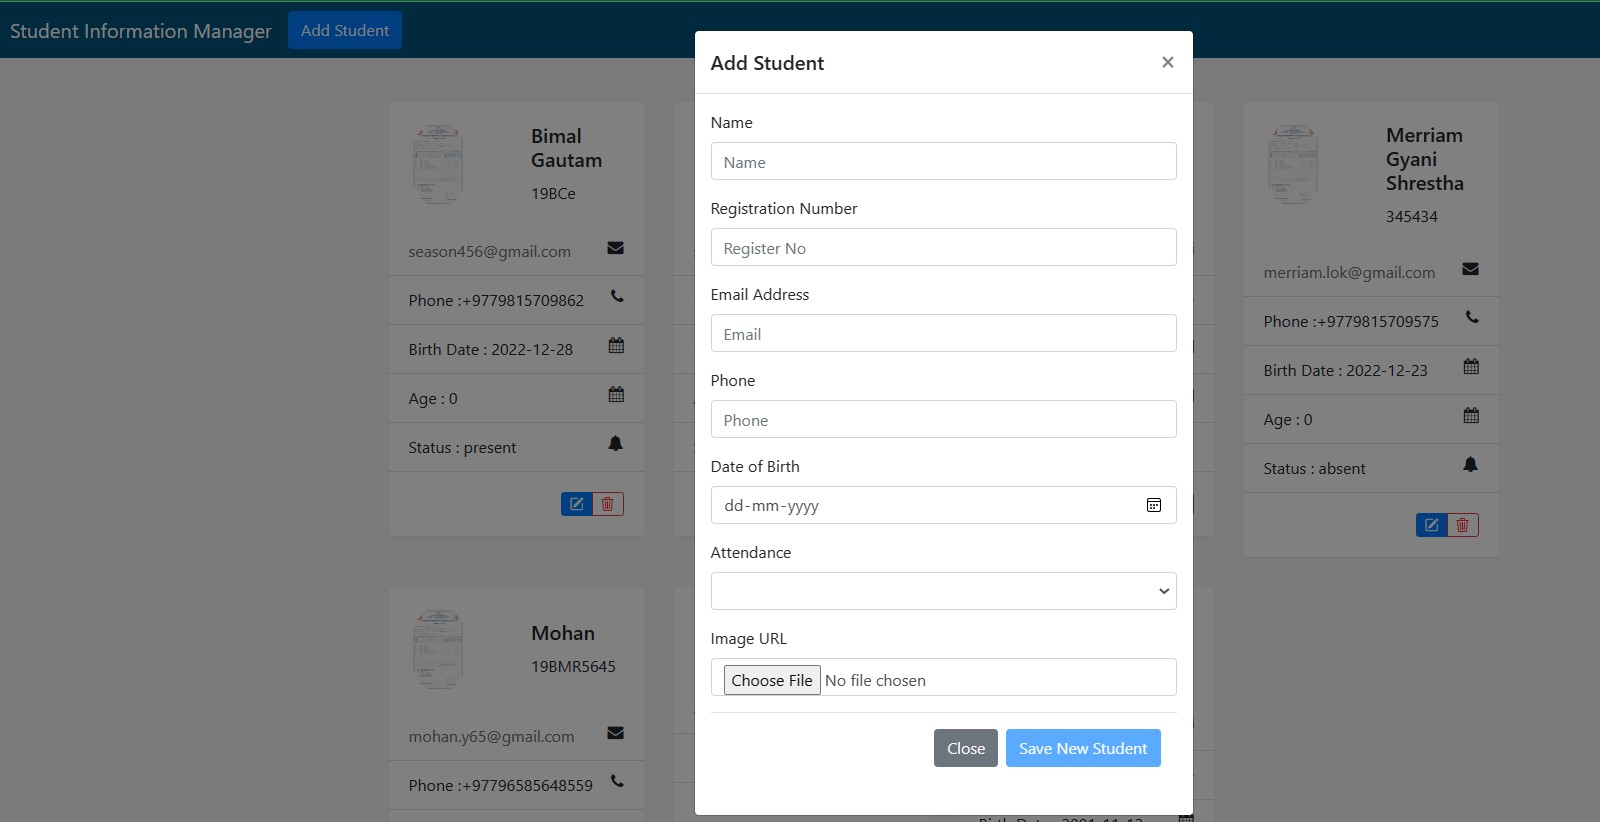 Student Information Manager
Add Student
Add Student
×
Name
Name
Registration Number
Register No
Email Address
Email
Phone
Phone
Date of Birth
dd-mm-yyyy
Attendance
Image URL
Choose File No file chosen
Close
Save New Student
Bimal
Gautam
19BCe
season456@gmail.com
Phone :+9779815709862
Birth Date : 2022-12-28
Age : 0
Status : present
Merriam
Gyani
Shrestha
345434
merriam.lok@gmail.com
Phone :+9779815709575
Birth Date : 2022-12-23
Age : 0
Status : absent
Mohan
19BMR5645
mohan.y65@gmail.com
Phone :+97796585648559